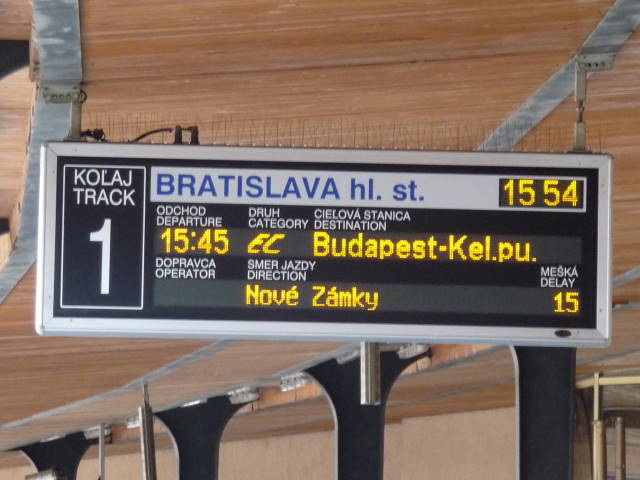 KOĽAJ
TRACK
1
BRATISLAVA hl. st.
15 54
ODCHOD
DEPARTURE
15:45
DRUH
CATEGORY
EC
CIEĽOVÁ STANICA
DESTINATION
Budapest-Kel.pu.
DOPRAVCA
OPERATOR
SMER JAZDY
DIRECTION
Nové Zámky
MEŠKÁ
DELAY
15